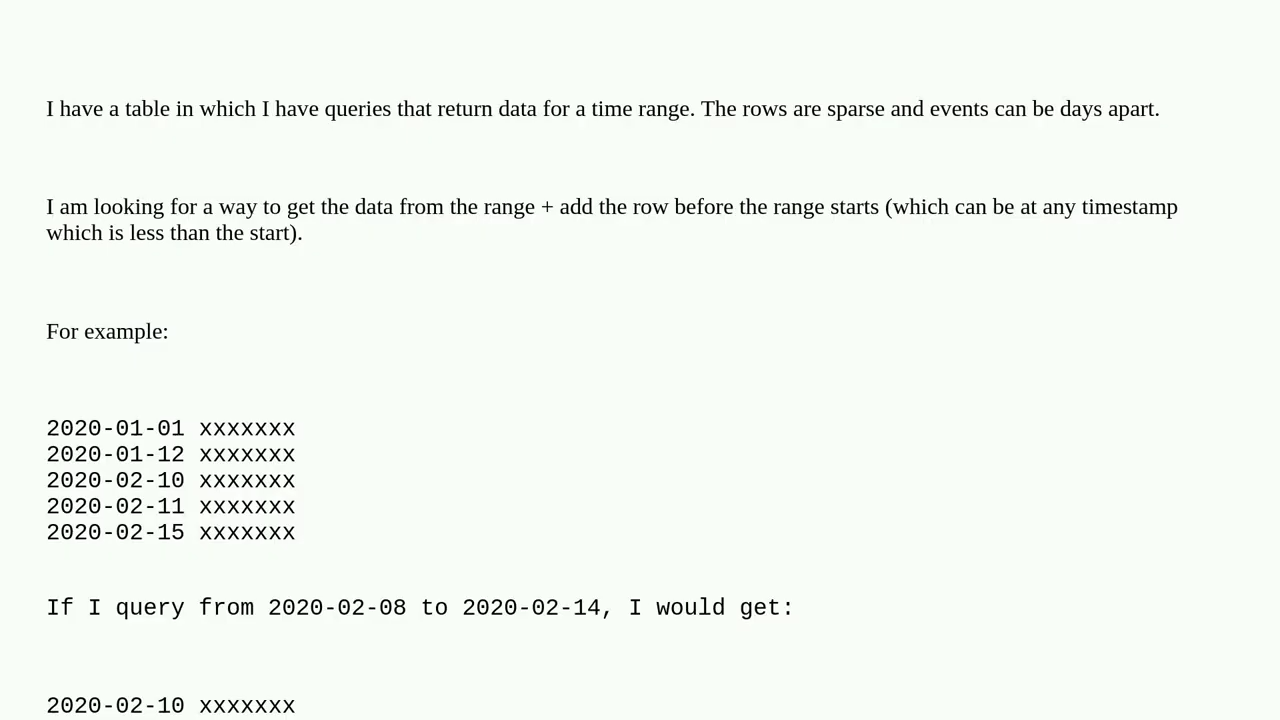 I have a table in which I have queries that return data for a time range. The rows are sparse and events can be days apart.
I am looking for a way to get the data from the range + add the row before the range starts (which can be at any timestamp
which is less than the start).
For example:
2020-01-01 xxxxxxx
2020-01-12 xxxxxxx
2020-02-10 xxxxxxx
2020-02-11 xxxxxxx
2020-02-15 xxxxxxx
If I query from 2020-02-08 to 2020-02-14, I would get:
2020-02-10 xxxxxxx